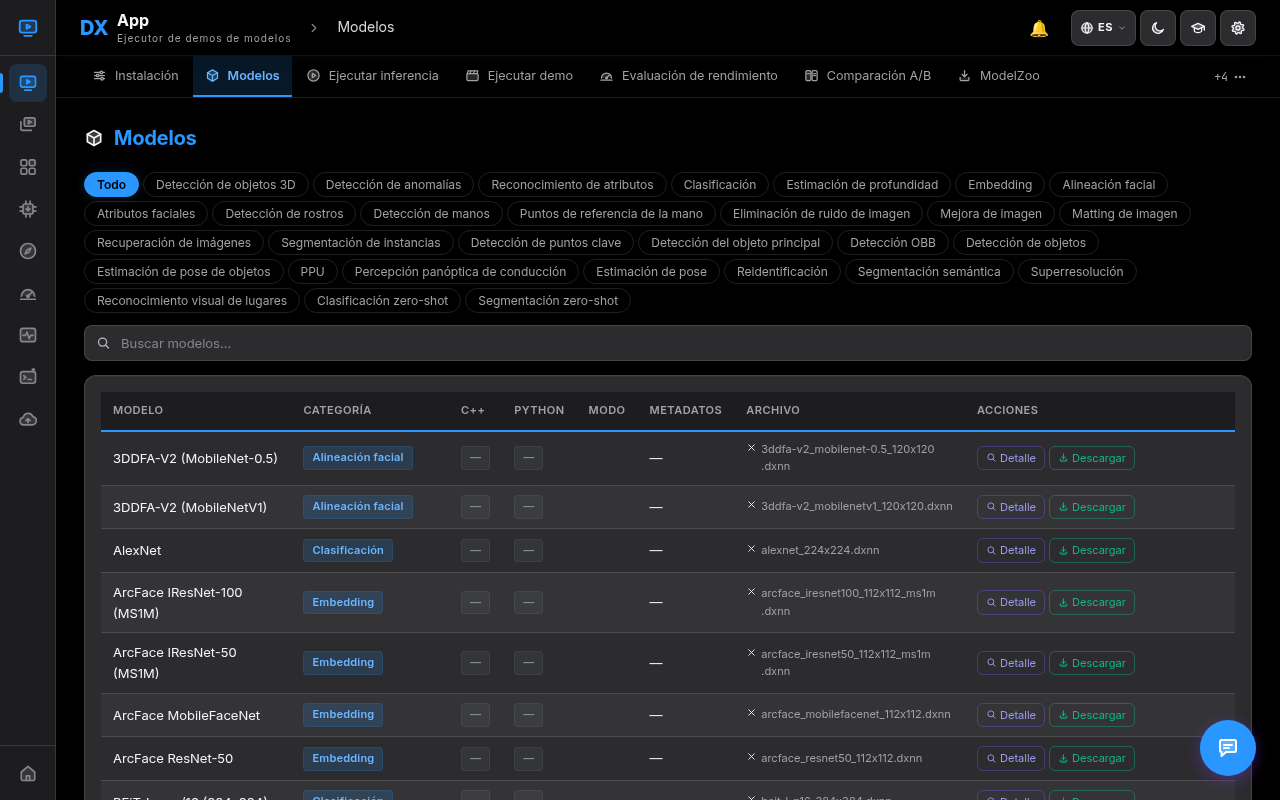 DX App
Ejecutor de demos de modelos
Modelos
ES
Instalación
Modelos
Ejecutar inferencia
Ejecutar demo
Evaluación de rendimiento
Comparación A/B
ModelZoo
+4
Modelos
Todo Detección de objetos 3D Detección de anomalías Reconocimiento de atributos Clasificación Estimación de profundidad Embedding Alineación facial
Atributos faciales Detección de rostros Detección de manos Puntos de referencia de la mano Eliminación de ruido de imagen Mejora de imagen Matting de imagen
Recuperación de imágenes Segmentación de instancias Detección de puntos clave Detección del objeto principal Detección OBB Detección de objetos
Estimación de pose de objetos PPU Percepción panóptica de conducción Estimación de pose Reidentificación Segmentación semántica Superresolución
Reconocimiento visual de lugares Clasificación zero-shot Segmentación zero-shot
Buscar modelos...
MODELO CATEGORÍA C++ PYTHON MODO METADATOS ARCHIVO ACCIONES
3DDFA-V2 (MobileNet-0.5) Alineación facial — — — 3ddfa-v2_mobilenet-0.5_120x120
.dxnn Detalle Descargar
3DDFA-V2 (MobileNetV1) Alineación facial — — — 3ddfa-v2_mobilenetv1_120x120.dxnn Detalle Descargar
AlexNet Clasificación — — — alexnet_224x224.dxnn Detalle Descargar
ArcFace IResNet-100
(MS1M) Embedding — — — arcface_iresnet100_112x112_ms1m
.dxnn Detalle Descargar
ArcFace IResNet-50
(MS1M) Embedding — — — arcface_iresnet50_112x112_ms1m
.dxnn Detalle Descargar
ArcFace MobileFaceNet Embedding — — — arcface_mobilefacenet_112x112.dxnn Detalle Descargar
ArcFace ResNet-50 Embedding — — — arcface_resnet50_112x112.dxnn Detalle Descargar
Clasificación